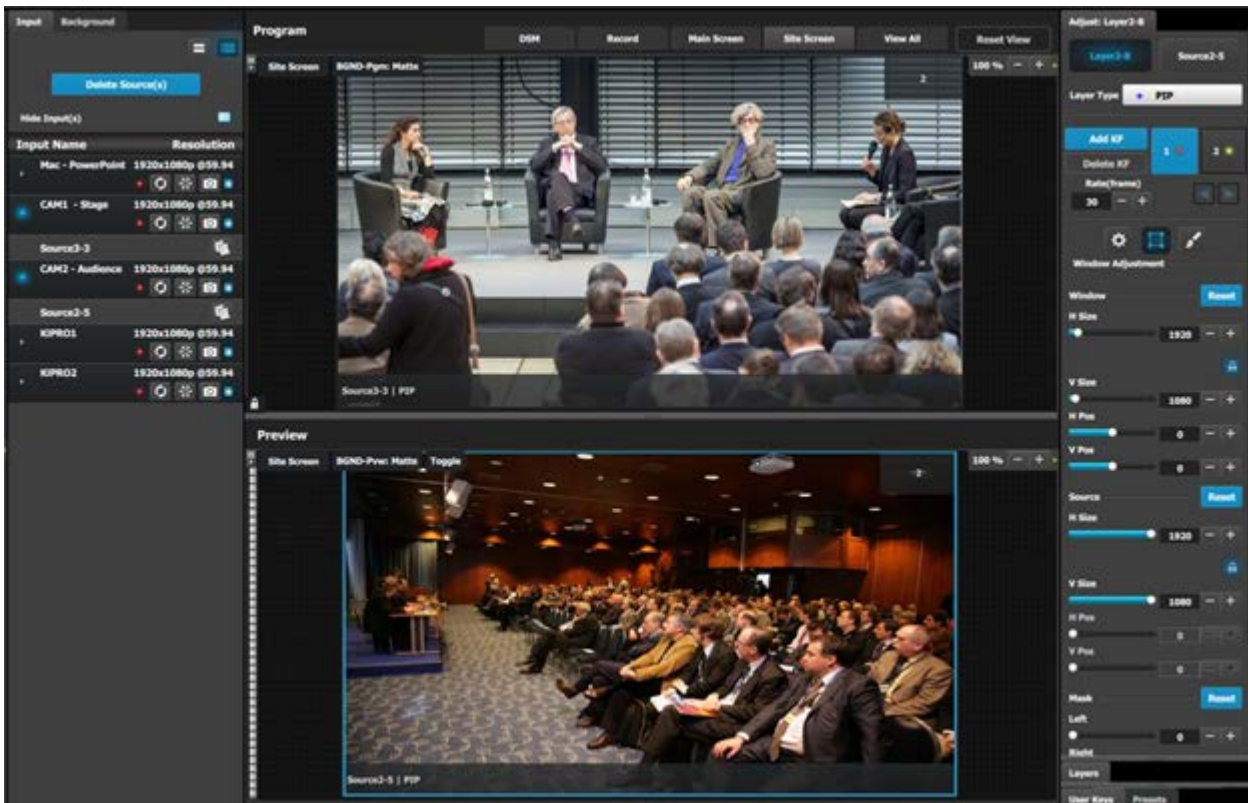 Input Background
Delete Source(s)
Hide Input(s)
Input Name Resolution
Mac - PowerPoint 1920x1080p @59.94
CAM1 - Stage 1920x1080p @59.94
Source3-3
CAM2 - Audience 1920x1080p @59.94
Source2-5
KIPRO1 1920x1080p @59.94
KIPRO2 1920x1080p @59.94
Program
DSM Record Main Screen Site Screen View All Reset View
Site Screen BGND-Pgm: Matte 2 100 % − +
Source3-3 | PIP
Preview
Site Screen BGND-Pvw: Matte Toggle 2 100 % − +
Source2-5 | PIP
Adjust: Layer2-B
Layer2-B Source2-5
Layer Type PIP
Add KF 1 2
Delete KF
Rate(frame)
30 − +
Window Adjustment
Window Reset
H Size
1920 − +
V Size
1080 − +
H Pos
0 − +
V Pos
0 − +
Source Reset
H Size
1920 − +
V Size
1080 − +
H Pos
0 − +
V Pos
0 − +
Mask Reset
Left
0 − +
Right
Layers
User Keys Presets